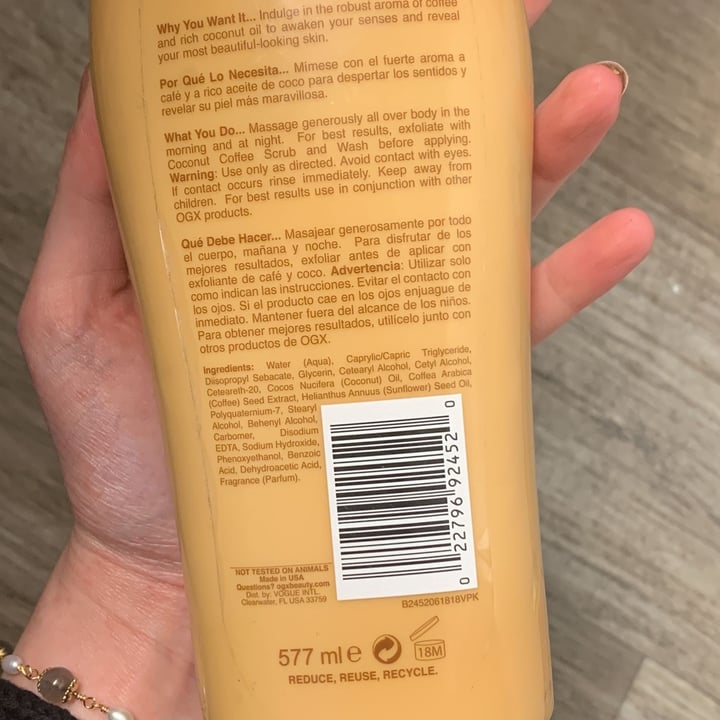 Why You Want It... Indulge in the robust aroma of coffee
and rich coconut oil to awaken your senses and reveal
your most beautiful-looking skin.
Por Qué Lo Necesita... Mímese con el fuerte aroma a
café y a rico aceite de coco para despertar los sentidos y
revelar su piel más maravillosa.
What You Do... Massage generously all over body in the
morning and at night. For best results, exfoliate with
Coconut Coffee Scrub and Wash before applying.
Warning: Use only as directed. Avoid contact with eyes.
If contact occurs rinse immediately. Keep away from
children. For best results use in conjunction with other
OGX products.
Qué Debe Hacer... Masajear generosamente por todo
el cuerpo, mañana y noche. Para disfrutar de los
mejores resultados, exfoliar antes de aplicar con
exfoliante de café y coco. Advertencia: Utilizar solo
como indican las instrucciones. Evitar el contacto con
los ojos. Si el producto cae en los ojos enjuague de
inmediato. Mantener fuera del alcance de los niños.
Para obtener mejores resultados, utilícelo junto con
otros productos de OGX.
Ingredients: Water (Aqua), Caprylic/Capric Triglyceride,
Diisopropyl Sebacate, Glycerin, Cetearyl Alcohol, Cetyl Alcohol,
Ceteareth-20, Cocos Nucifera (Coconut) Oil, Coffea Arabica
(Coffee) Seed Extract, Helianthus Annuus (Sunflower) Seed Oil,
Polyquaternium-7, Stearyl
Alcohol, Behenyl Alcohol,
Carbomer, Disodium
EDTA, Sodium Hydroxide,
Phenoxyethanol, Benzoic
Acid, Dehydroacetic Acid,
Fragrance (Parfum).
0 22796 92452 0
NOT TESTED ON ANIMALS
Made in USA
Questions? ogxbeauty.com
Dist. by: VOGUE INTL.
Clearwater, FL USA 33759
B2452061818VPK
577 ml e
18M
REDUCE, REUSE, RECYCLE.